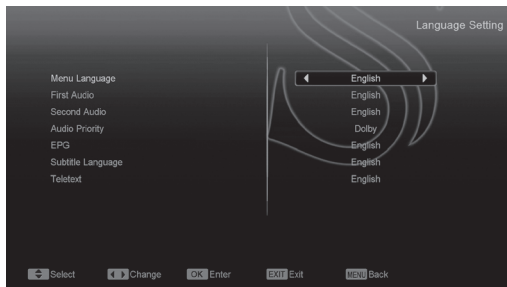 Language Setting
Menu Language English
First Audio English
Second Audio English
Audio Priority Dolby
EPG English
Subtitle Language English
Teletext English
Select Change OK Enter EXIT Exit MENU Back